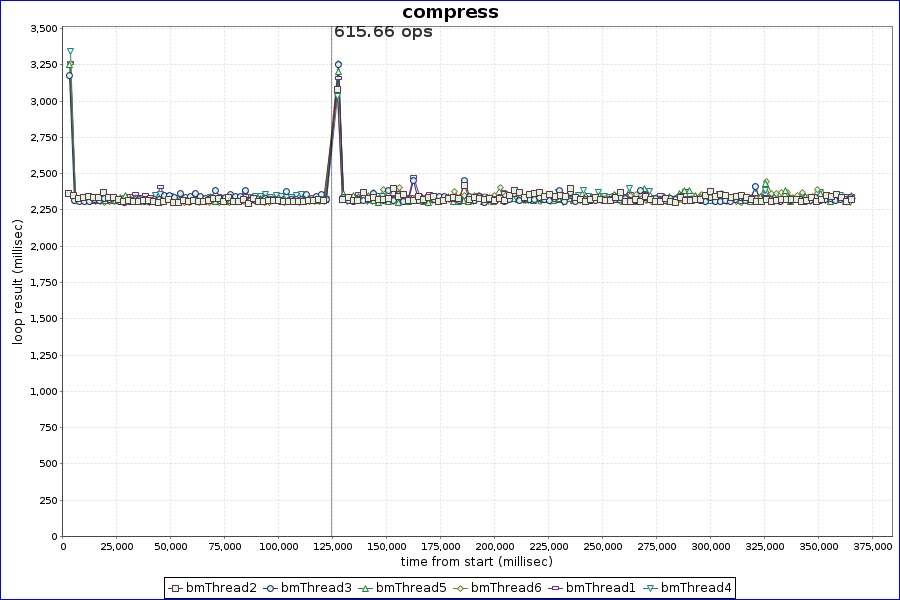 compress
615.66 ops
3,500
3,250
3,000
2,750
2,500
2,250
2,000
1,750
1,500
1,250
1,000
750
500
250
0
loop result (millisec)
0 25,000 50,000 75,000 100,000 125,000 150,000 175,000 200,000 225,000 250,000 275,000 300,000 325,000 350,000 375,000
time from start (millisec)
bmThread2 bmThread3 bmThread5 bmThread6 bmThread1 bmThread4